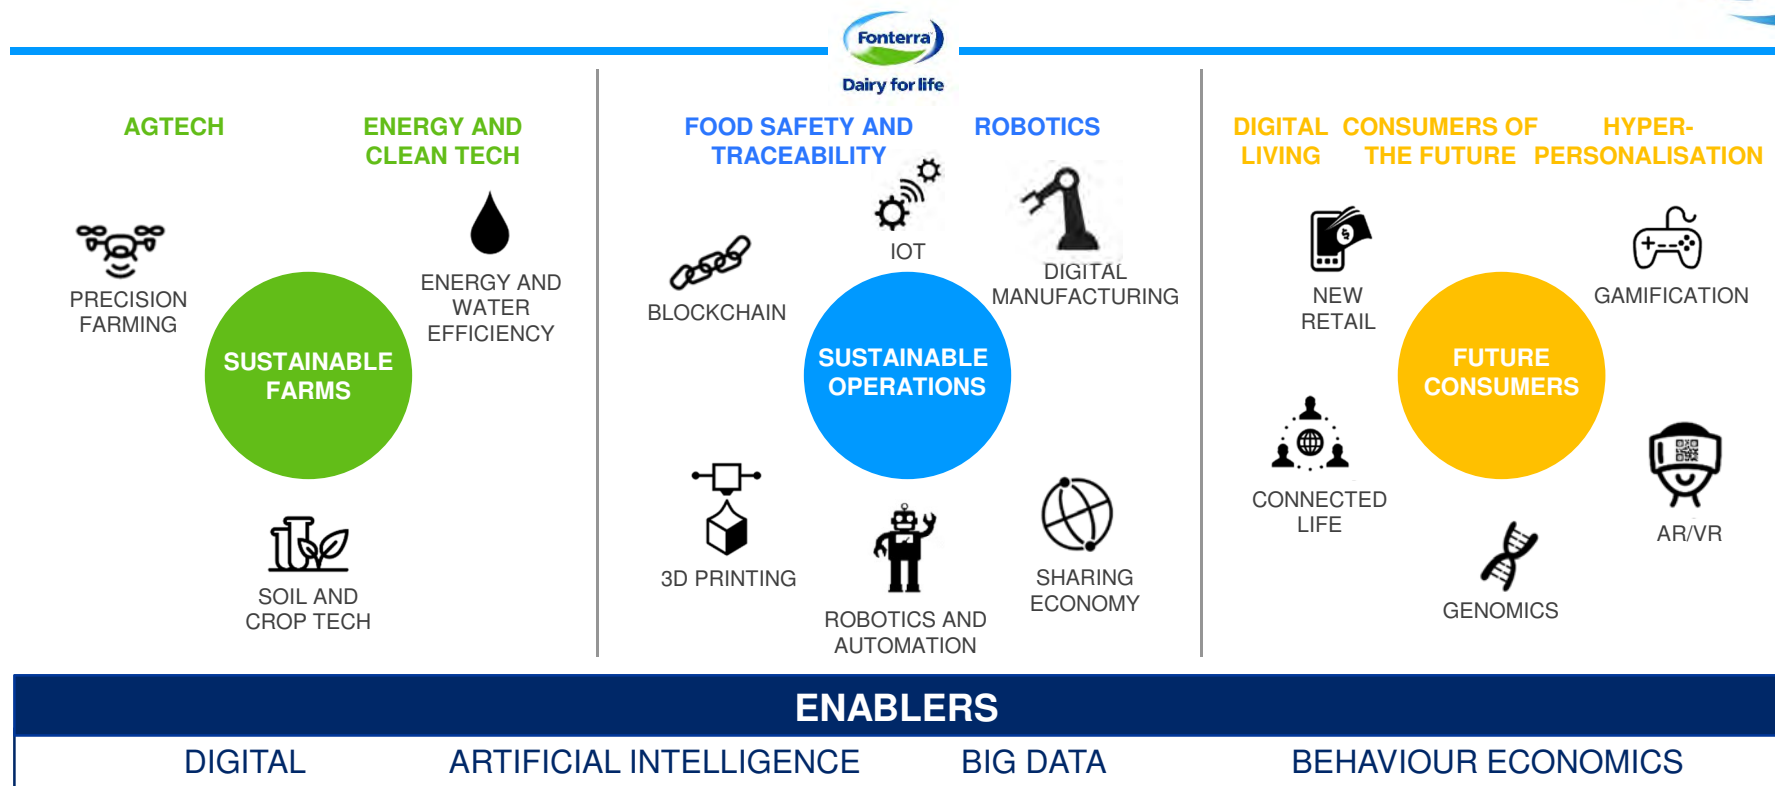 Fonterra
Dairy for life
AGTECH
ENERGY AND
CLEAN TECH
PRECISION
FARMING
ENERGY AND
WATER
EFFICIENCY
SUSTAINABLE
FARMS
SOIL AND
CROP TECH
FOOD SAFETY AND
TRACEABILITY
ROBOTICS
IOT
BLOCKCHAIN
DIGITAL
MANUFACTURING
SUSTAINABLE
OPERATIONS
3D PRINTING
ROBOTICS AND
AUTOMATION
SHARING
ECONOMY
DIGITAL
LIVING
CONSUMERS OF
THE FUTURE
HYPER-
PERSONALISATION
NEW
RETAIL
GAMIFICATION
FUTURE
CONSUMERS
CONNECTED
LIFE
GENOMICS
AR/VR
ENABLERS
DIGITAL
ARTIFICIAL INTELLIGENCE
BIG DATA
BEHAVIOUR ECONOMICS